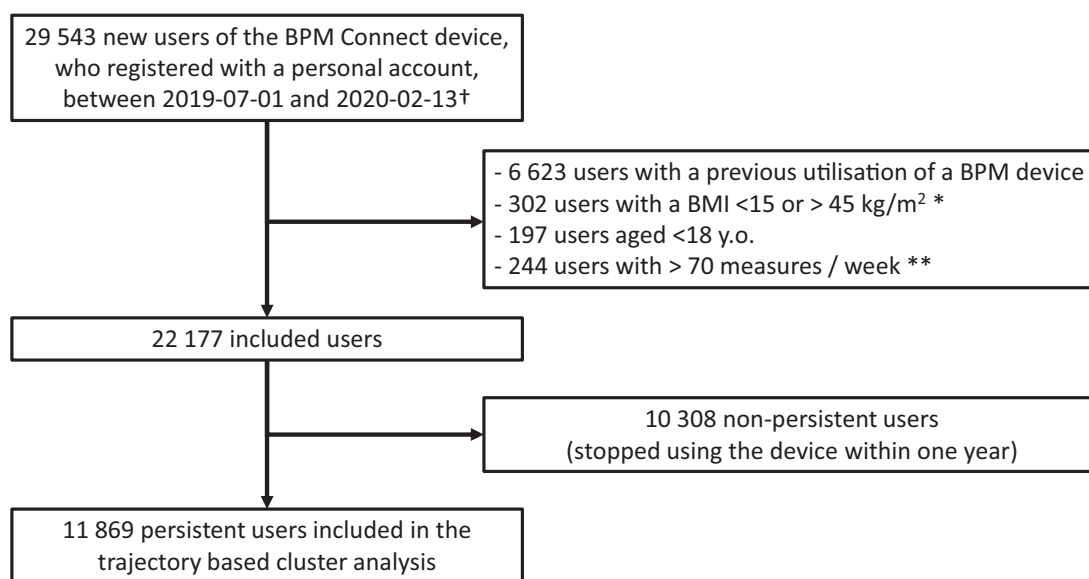 29 543 new users of the BPM Connect device,
who registered with a personal account,
between 2019-07-01 and 2020-02-13†
- 6 623 users with a previous utilisation of a BPM device
- 302 users with a BMI <15 or > 45 kg/m² *
- 197 users aged <18 y.o.
- 244 users with > 70 measures / week **
22 177 included users
10 308 non-persistent users
(stopped using the device within one year)
11 869 persistent users included in the
trajectory based cluster analysis